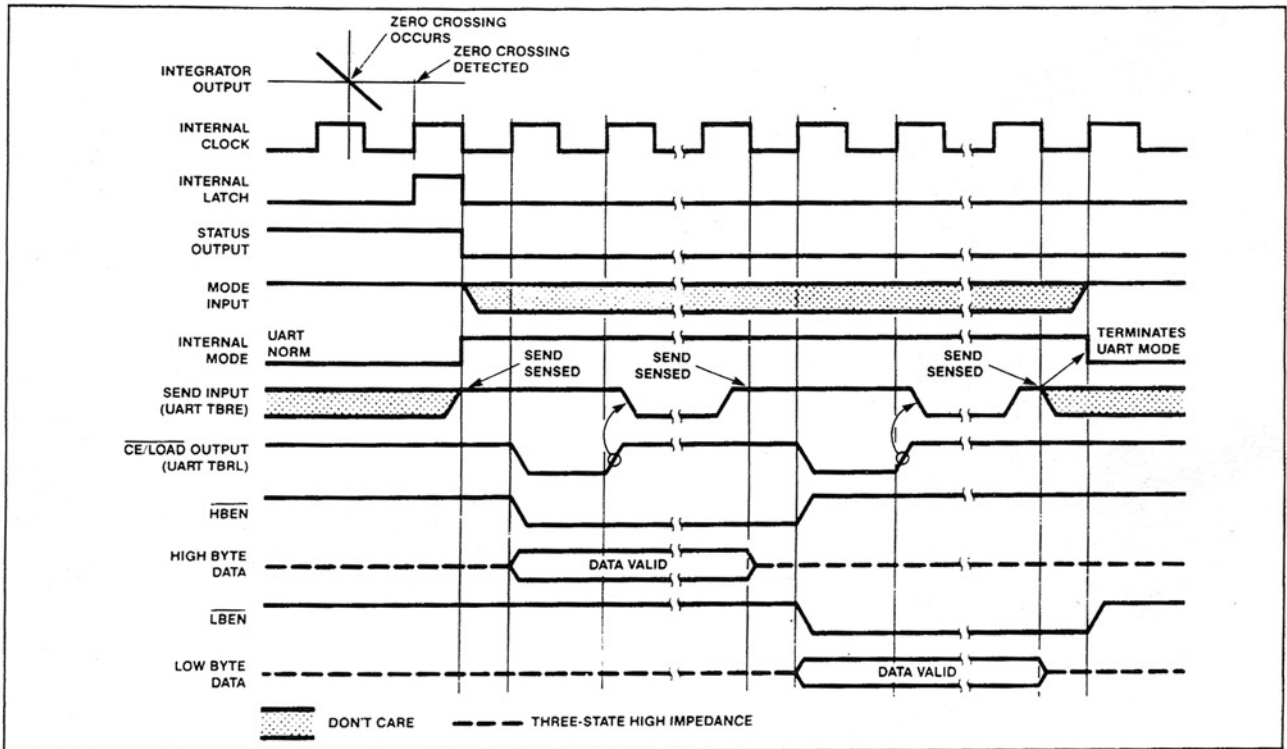 ZERO CROSSING
OCCURS
ZERO CROSSING
DETECTED
INTEGRATOR
OUTPUT
INTERNAL
CLOCK
INTERNAL
LATCH
STATUS
OUTPUT
MODE
INPUT
INTERNAL
MODE
UART
NORM
TERMINATES
UART MODE
SEND
SENSED
SEND
SENSED
SEND
SENSED
SEND INPUT
(UART TBRE)
CE/LOAD OUTPUT
(UART TBRL)
HBEN
HIGH BYTE
DATA
DATA VALID
LBEN
LOW BYTE
DATA
DATA VALID
DON'T CARE
THREE-STATE HIGH IMPEDANCE